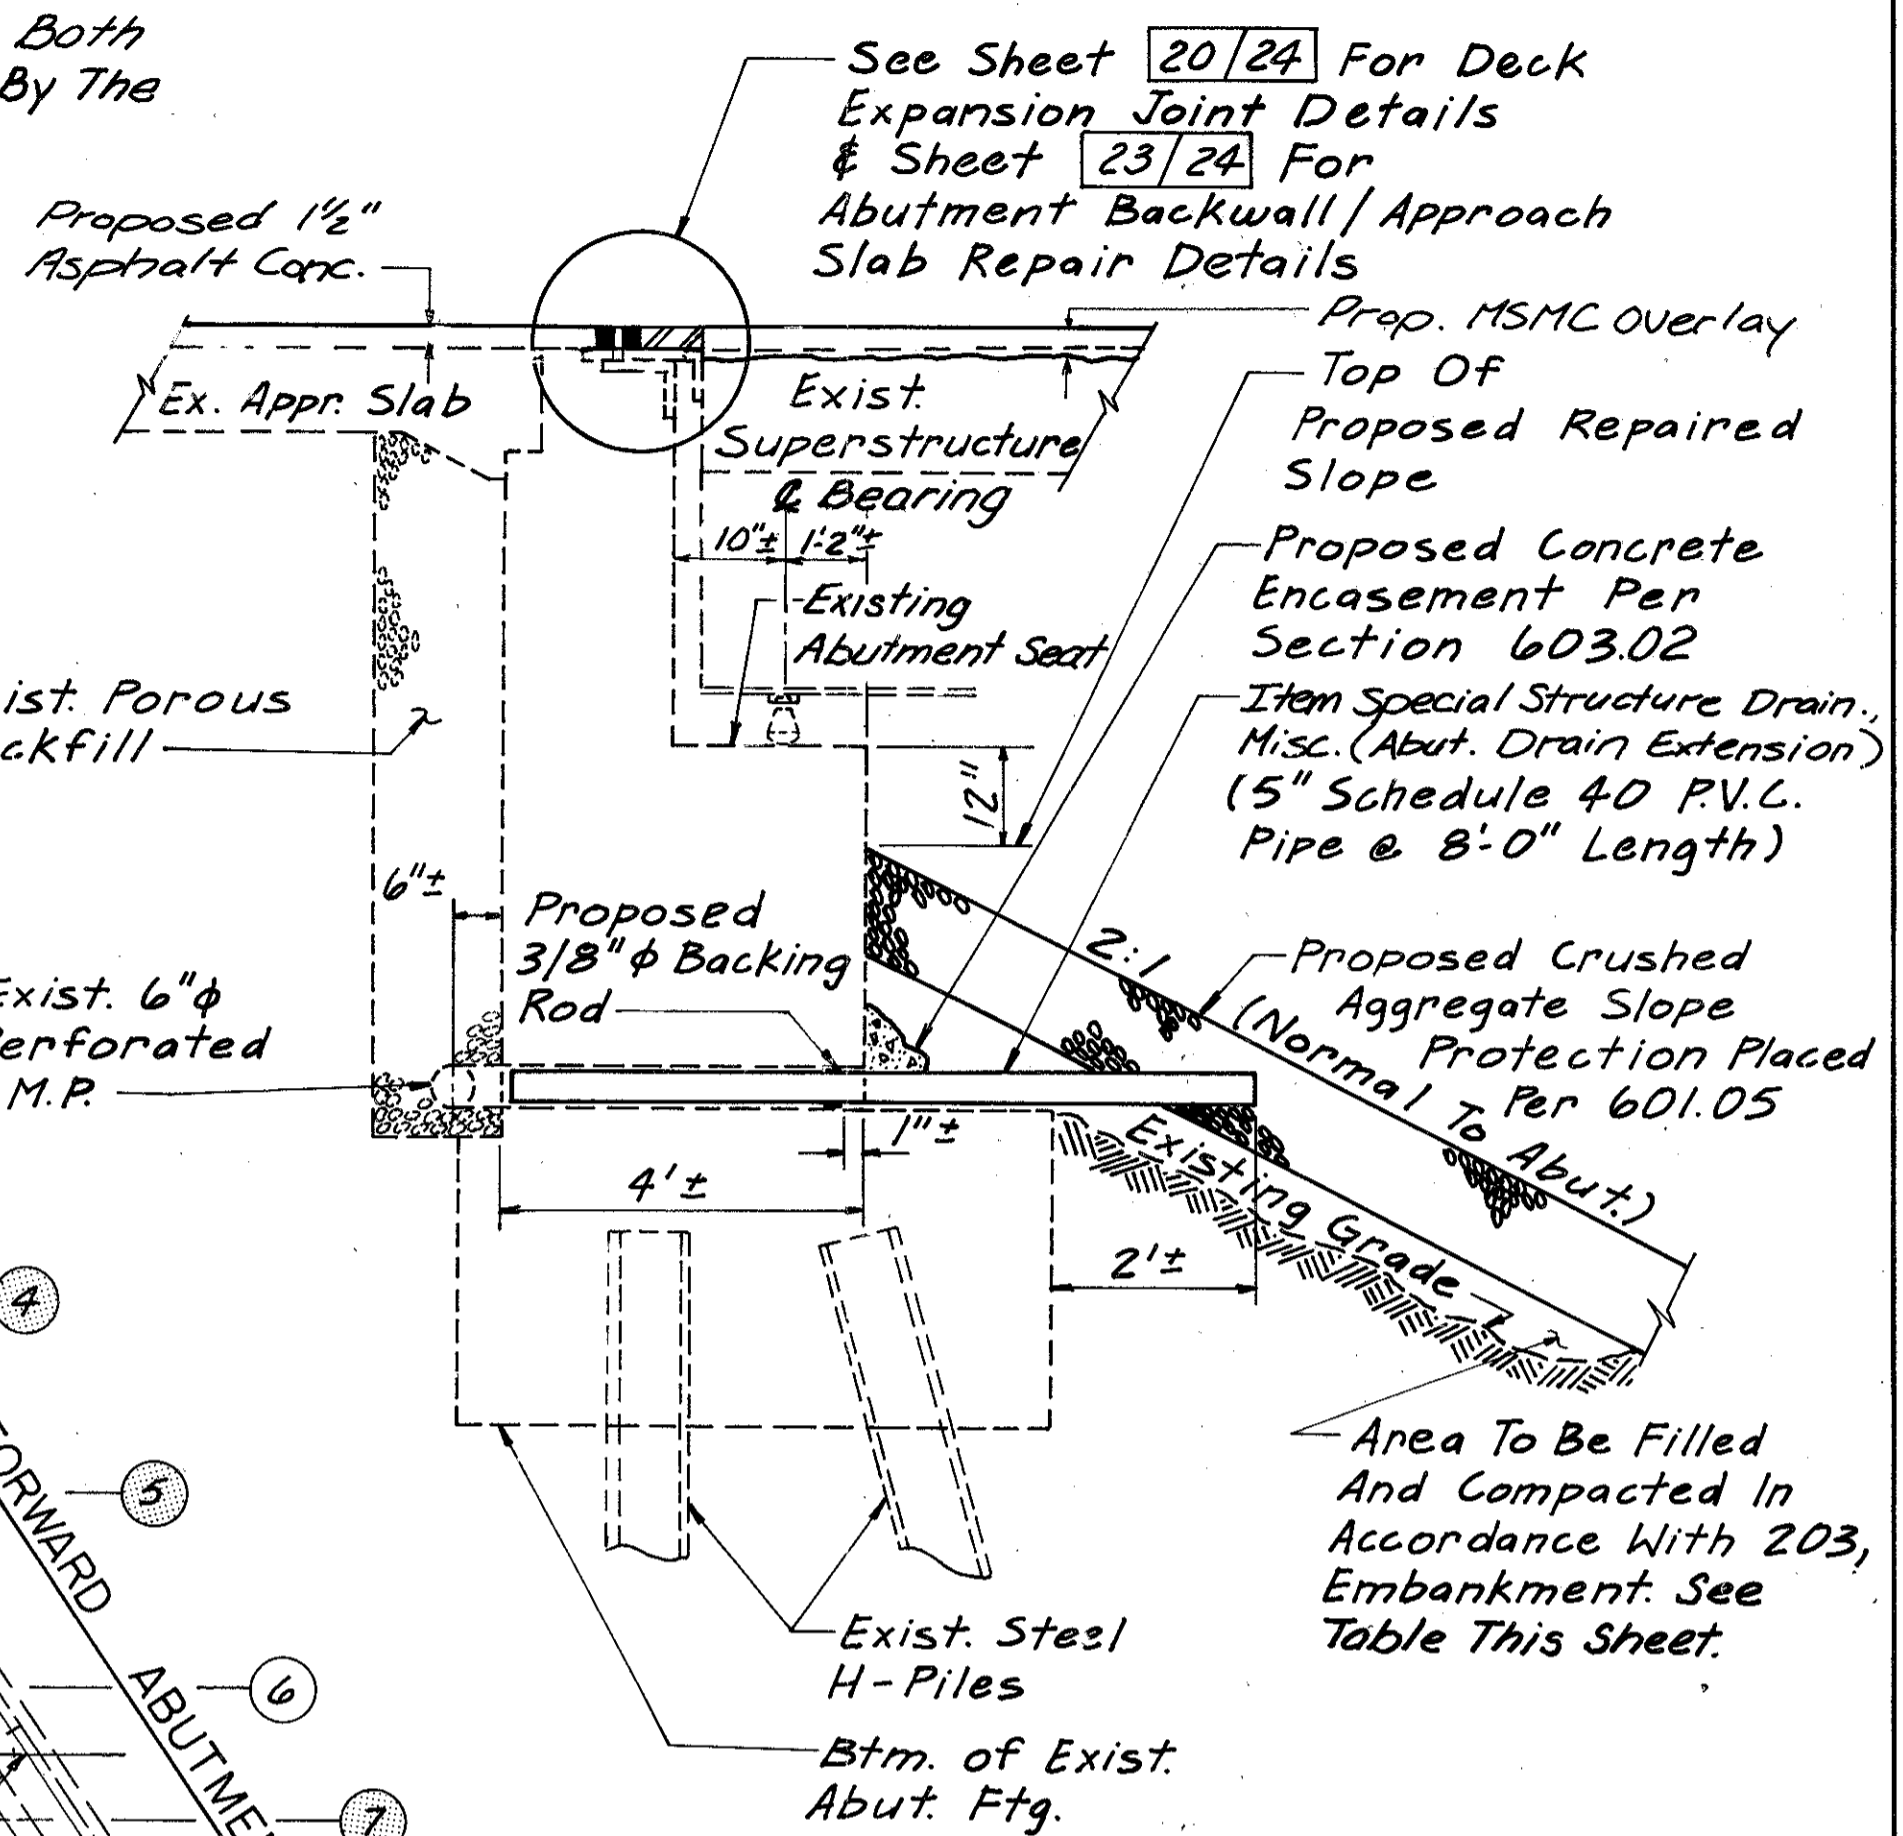 Both
By The
See Sheet 20/24 For Deck
Expansion Joint Details
& Sheet 23/24 For
Abutment Backwall/Approach
Slab Repair Details
Proposed 1½"
Asphalt Conc.
Prop. MSMC Overlay
Top Of
Proposed Repaired
Slope
Ex. Appr. Slab
Exist.
Superstructure
℄ Bearing
10"± 1'-2"±
Existing
Abutment Seat
Proposed Concrete
Encasement Per
Section 603.02
ist. Porous
ckfill
Item Special Structure Drain.,
Misc. (Abut. Drain Extension)
(5" Schedule 40 P.V.C.
Pipe @ 8'-0" Length)
12"
6"±
Proposed
3/8"ϕ Backing
Rod
2:1
(Normal To Abut.)
Proposed Crushed
Aggregate Slope
Protection Placed
Per 601.05
Exist. 6"ϕ
Perforated
M.P.
1"±
4'±
Existing Grade
2'±
4
5
6
7
FORWARD
ABUTME
Area To Be Filled
And Compacted In
Accordance With 203,
Embankment. See
Table This Sheet.
Exist. Steel
H-Piles
Btm. of Exist.
Abut. Ftg.